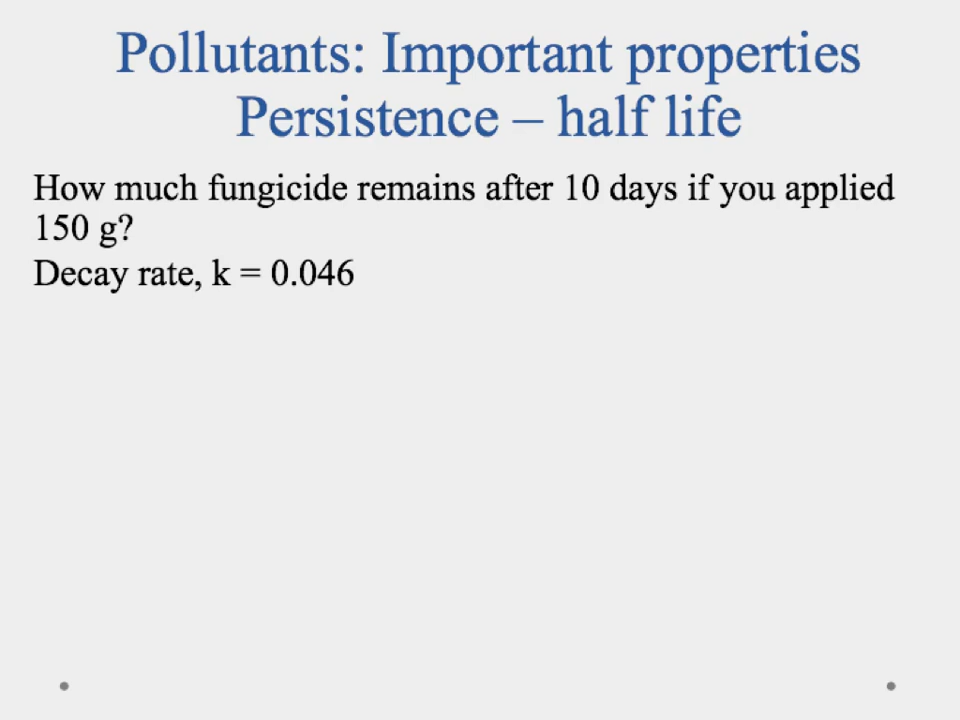 Pollutants: Important properties
Persistence – half life
How much fungicide remains after 10 days if you applied
150 g?
Decay rate, k = 0.046